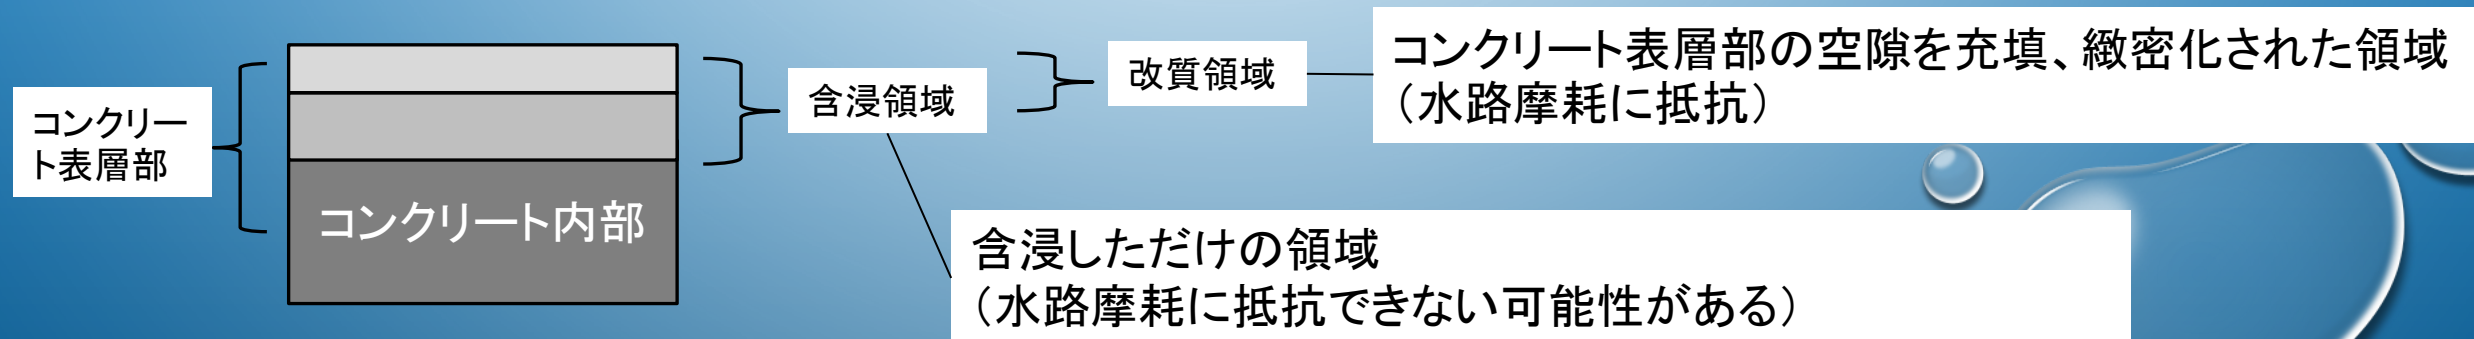 コンクリー
ト表層部
コンクリート内部
含浸領域
改質領域
コンクリート表層部の空隙を充填、緻密化された領域
（水路摩耗に抵抗）
含浸しただけの領域
（水路摩耗に抵抗できない可能性がある）